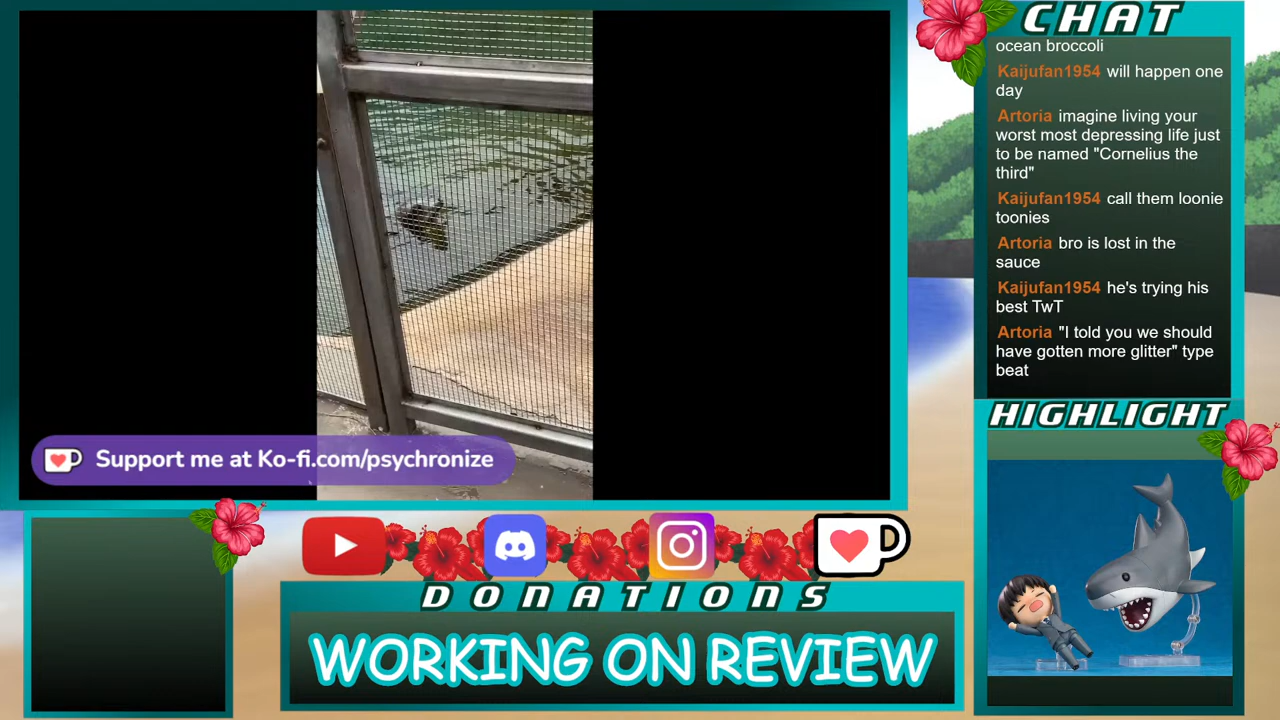 CHAT
ocean broccoli
Kaijufan1954 will happen one
day
Artoria imagine living your
worst most depressing life just
to be named "Cornelius the
third"
Kaijufan1954 call them loonie
toonies
Artoria bro is lost in the
sauce
Kaijufan1954 he's trying his
best TwT
Artoria "I told you we should
have gotten more glitter" type
beat
HIGHLIGHT
Support me at Ko-fi.com/psychronize
DONATIONS
WORKING ON REVIEW